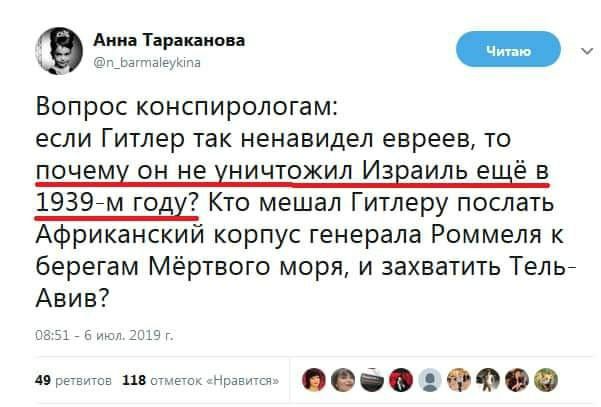 Анна Тараканова
@n_barmaleykina
Читаю
Вопрос конспирологам:
если Гитлер так ненавидел евреев, то
почему он не уничтожил Израиль ещё в
1939-м году? Кто мешал Гитлеру послать
Африканский корпус генерала Роммеля к
берегам Мёртвого моря, и захватить Тель-
Авив?
08:51 - 6 июл. 2019 г.
49 ретвитов 118 отметок «Нравится»